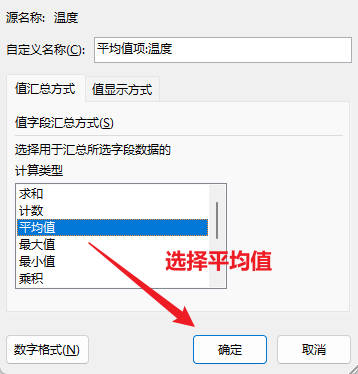 源名称: 温度
自定义名称(C): 平均值项:温度
值汇总方式 值显示方式
值字段汇总方式(S)
选择用于汇总所选字段数据的
计算类型
求和
计数
平均值
最大值
最小值
乘积
选择平均值
数字格式(N) 确定 取消